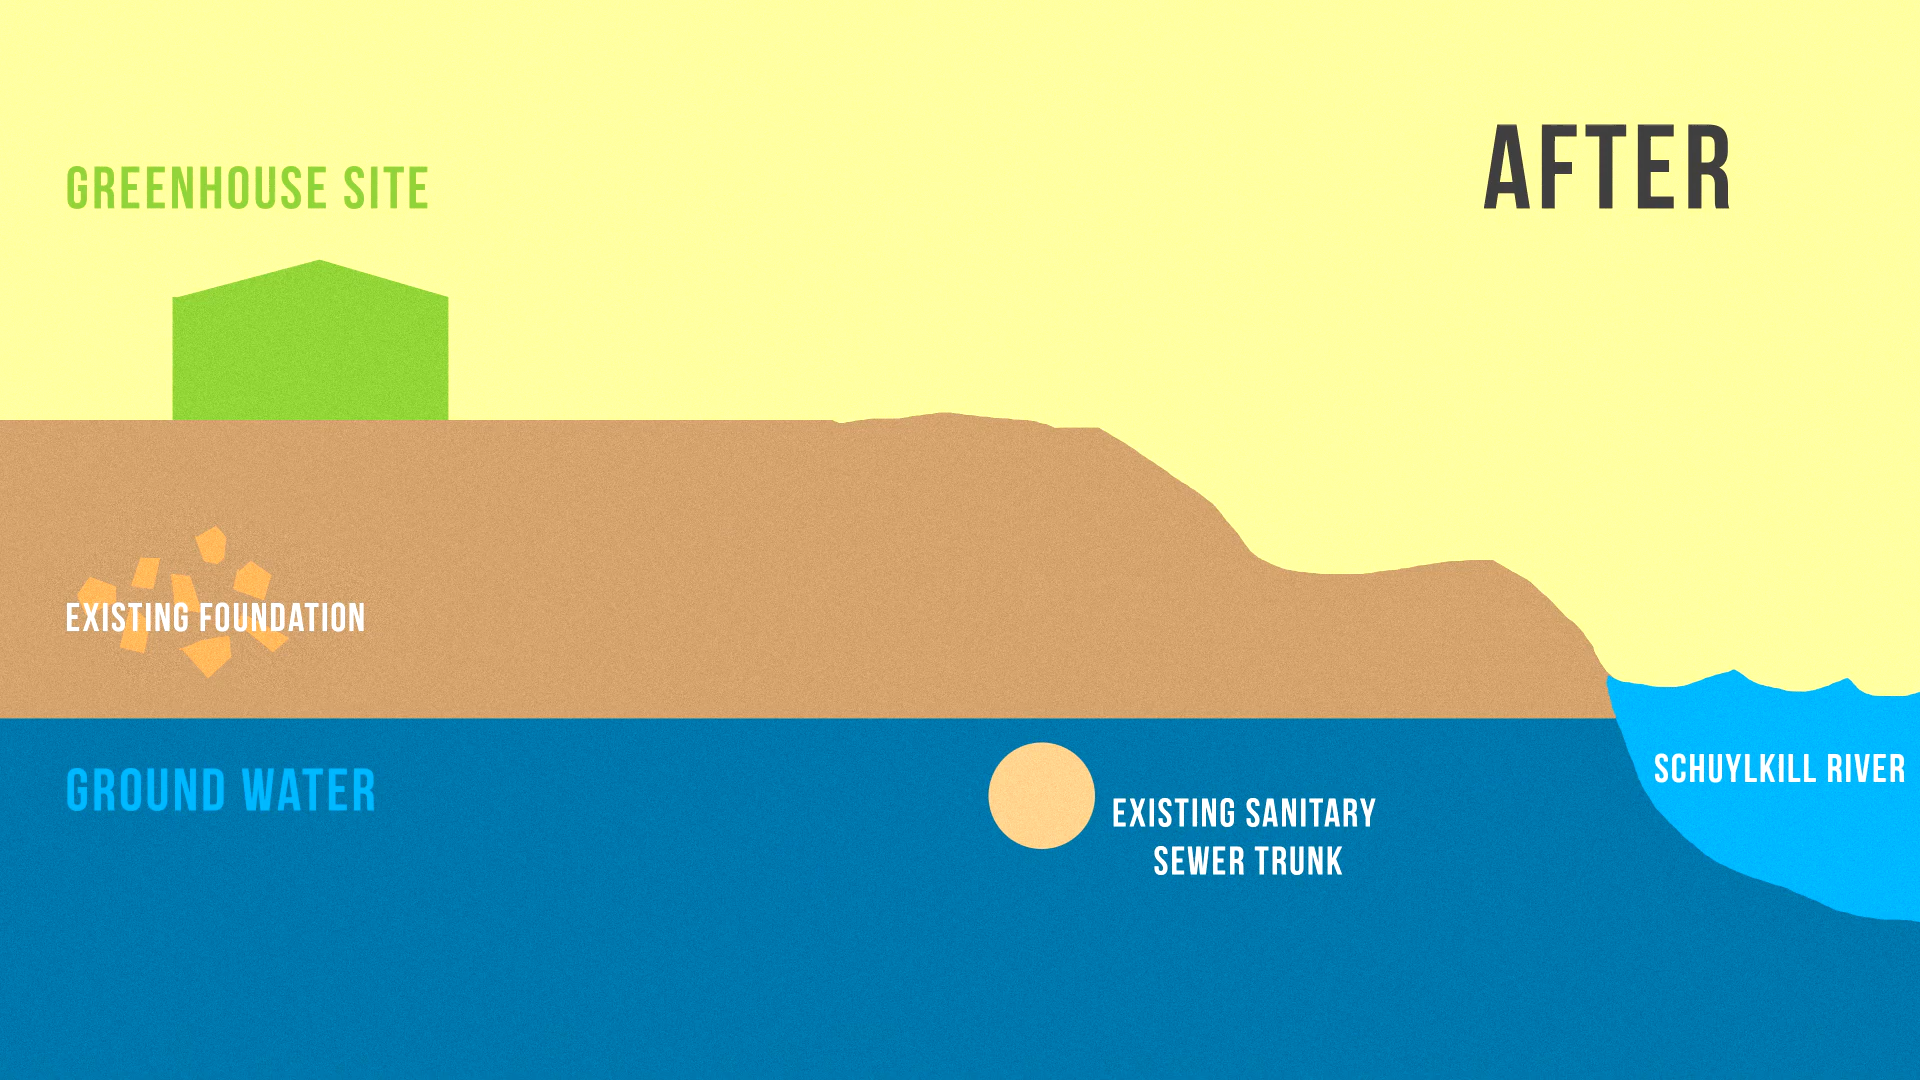 AFTER
GREENHOUSE SITE
EXISTING FOUNDATION
GROUND WATER
SCHUYLKILL RIVER
EXISTING SANITARY
SEWER TRUNK